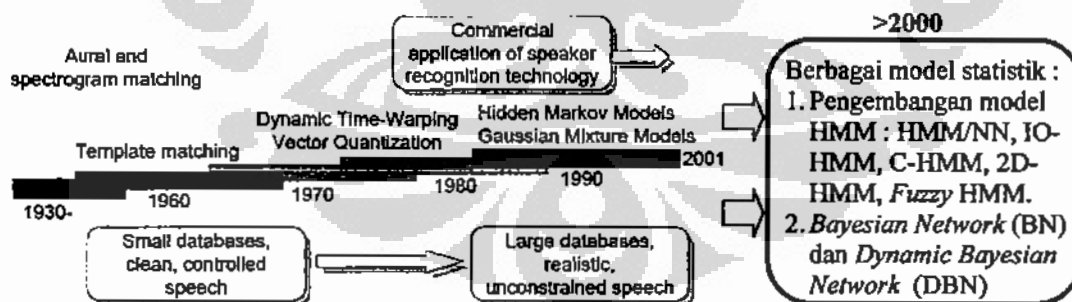 Aural and
spectrogram matching
Commercial
application of speaker
recognition technology
>2000
Berbagai model statistik :
1. Pengembangan model
HMM : HMM/NN, IO-
HMM, C-HMM, 2D-
HMM, Fuzzy HMM.
2. Bayesian Network (BN)
dan Dynamic Bayesian
Network (DBN)
Template matching
Dynamic Time-Warping
Vector Quantization
Hidden Markov Models
Gaussian Mixture Models
1930-
1960
1970
1980
1990
2001
Small databases,
clean, controlled
speech
Large databases,
realistic,
unconstrained speech